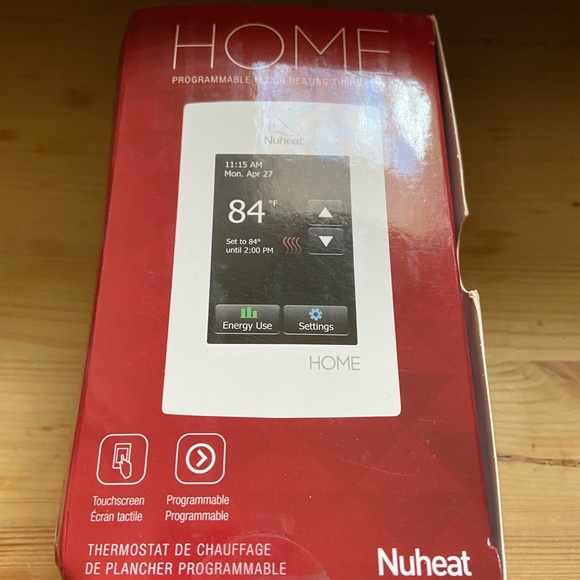 HOME
PROGRAMMABLE FLOOR HEATING
Nuheat
11:15 AM
Mon. Apr 27
84 °F
Set to 84°
until 2:00 PM
Energy Use
Settings
HOME
Touchscreen
Écran tactile
Programmable
Programmable
THERMOSTAT DE CHAUFFAGE
DE PLANCHER PROGRAMMABLE
Nuheat